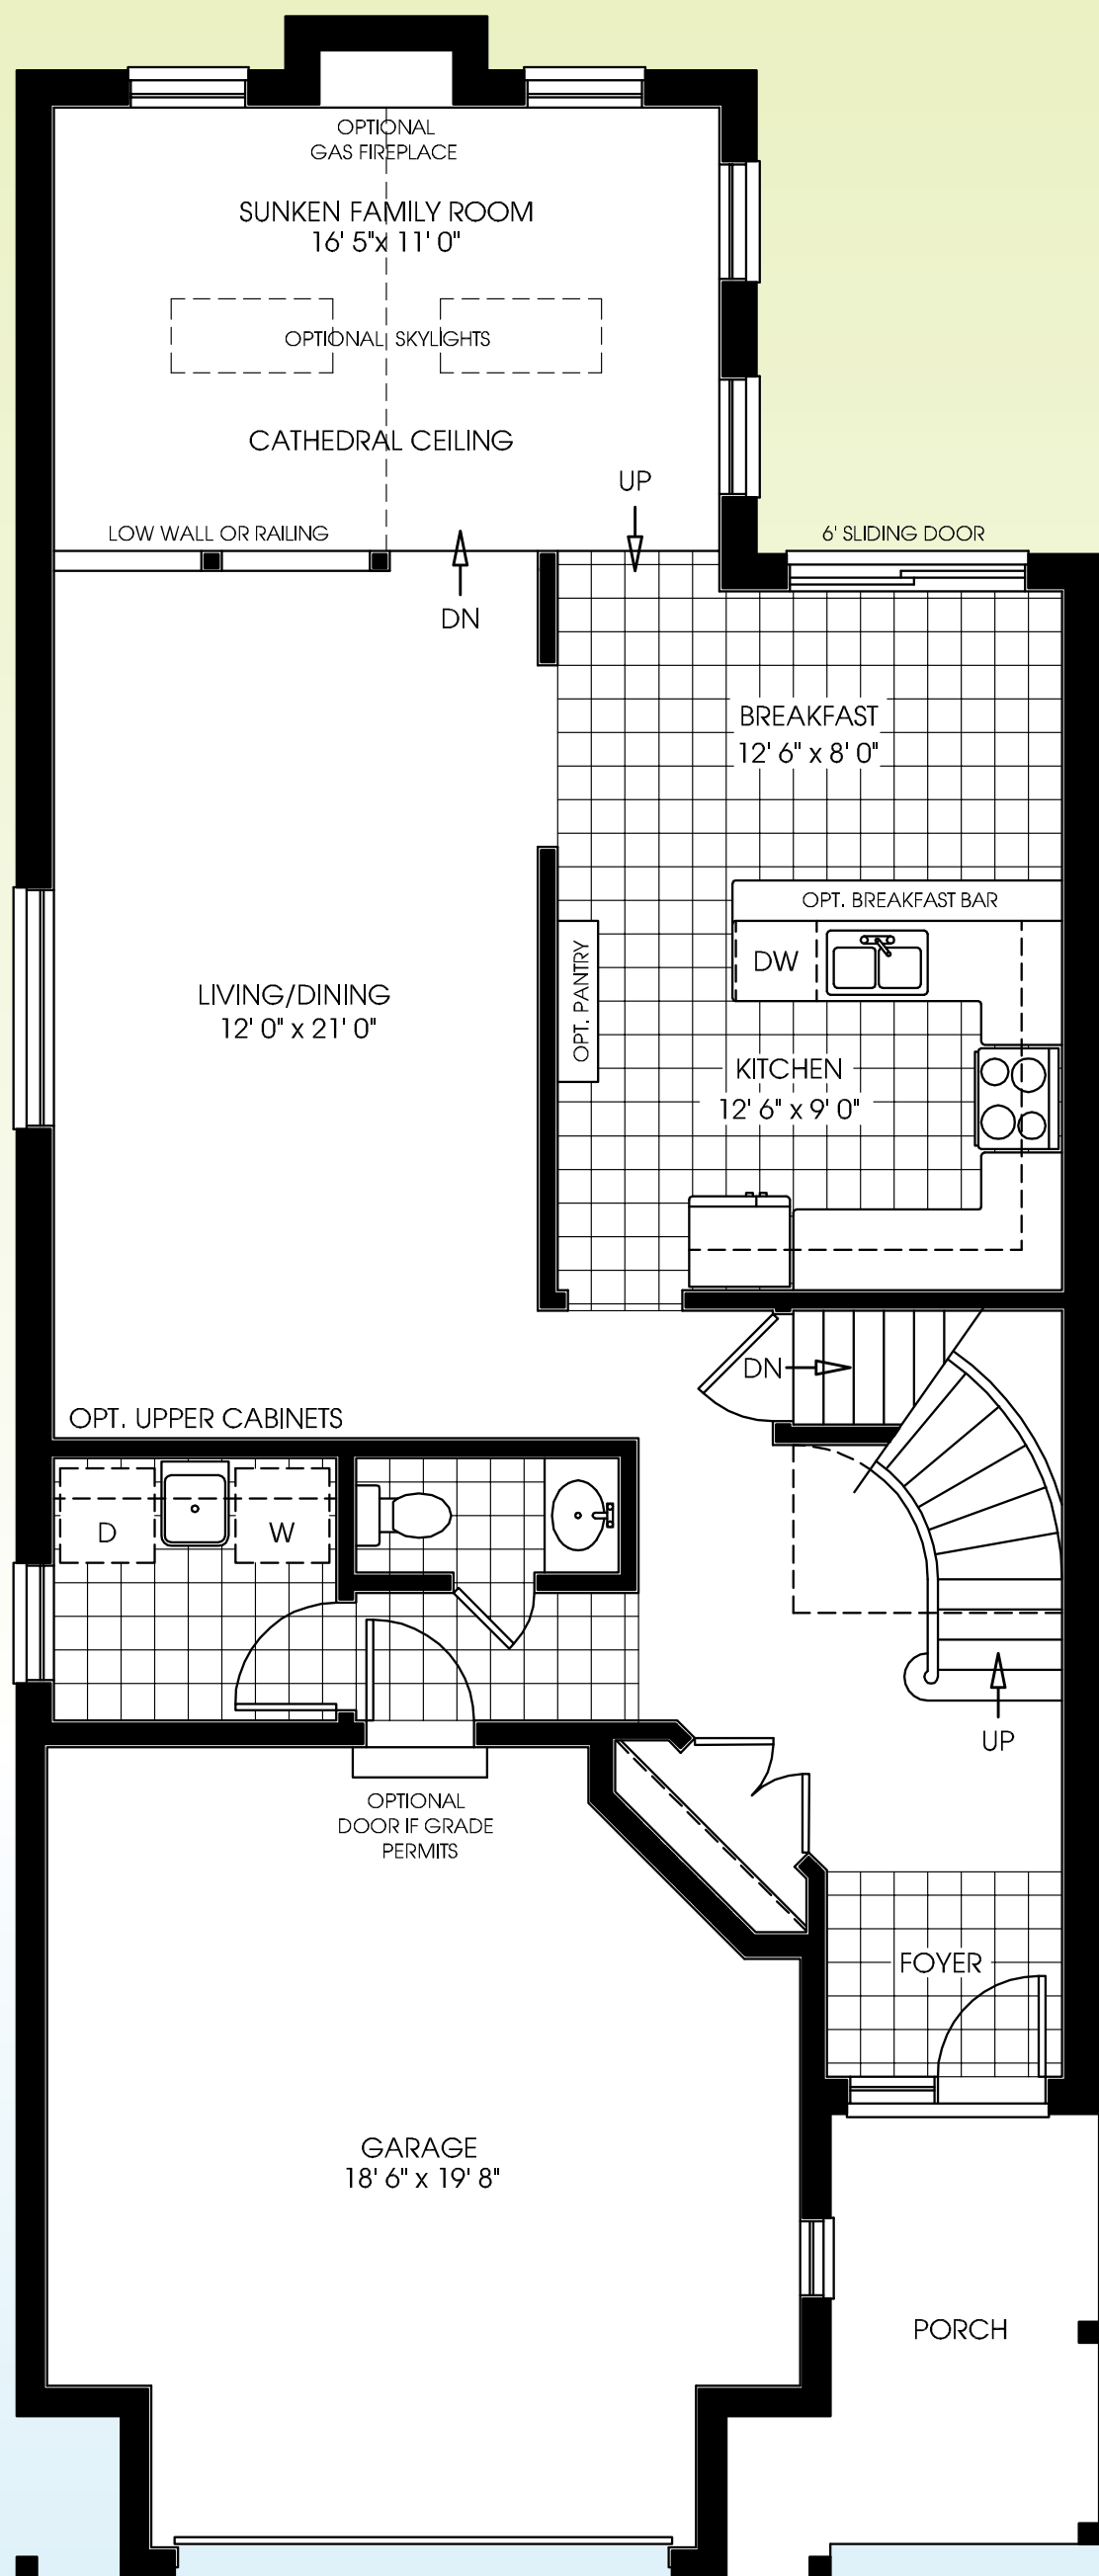 OPTIONAL
GAS FIREPLACE
SUNKEN FAMILY ROOM
16' 5"x 11' 0"
OPTIONAL SKYLIGHTS
CATHEDRAL CEILING
UP
LOW WALL OR RAILING
6' SLIDING DOOR
DN
BREAKFAST
12' 6" x 8' 0"
OPT. BREAKFAST BAR
DW
OPT. PANTRY
LIVING/DINING
12' 0" x 21' 0"
KITCHEN
12' 6" x 9' 0"
DN
OPT. UPPER CABINETS
D
W
UP
OPTIONAL
DOOR IF GRADE
PERMITS
FOYER
GARAGE
18' 6" x 19' 8"
PORCH